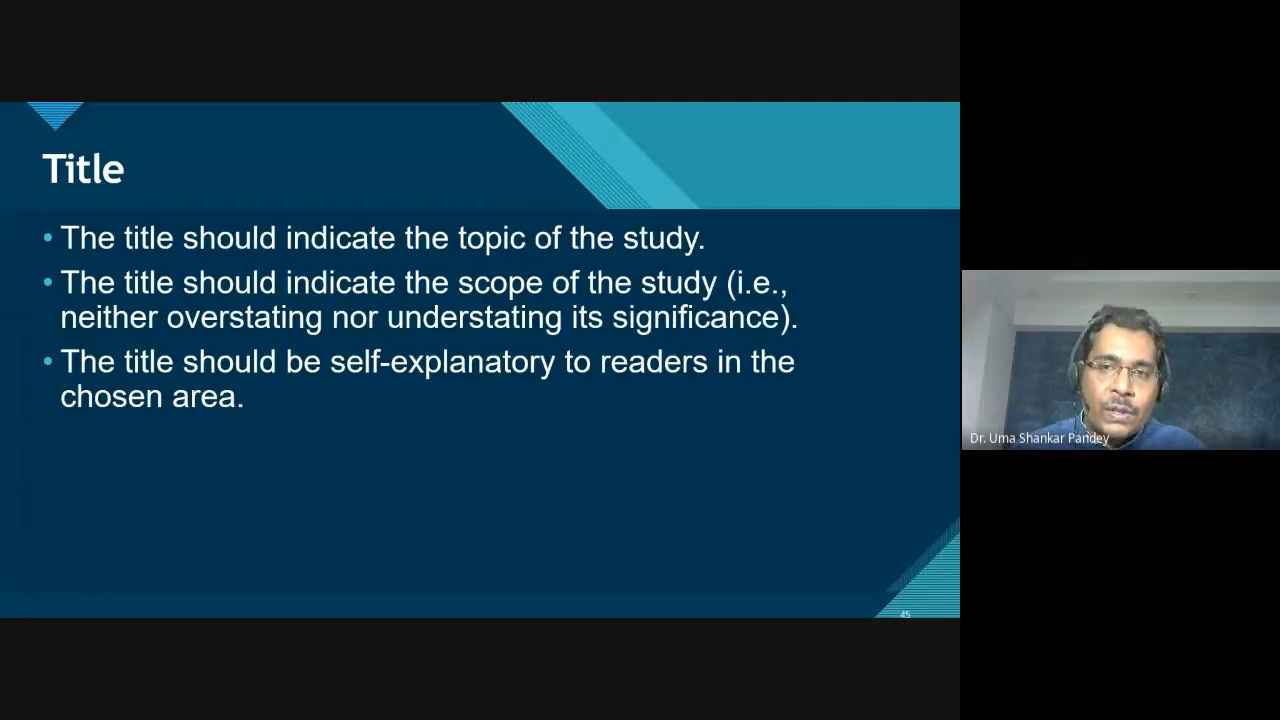 Title
• The title should indicate the topic of the study.
• The title should indicate the scope of the study (i.e.,
neither overstating nor understating its significance).
• The title should be self-explanatory to readers in the
chosen area.
45
Dr. Uma Shankar Pandey